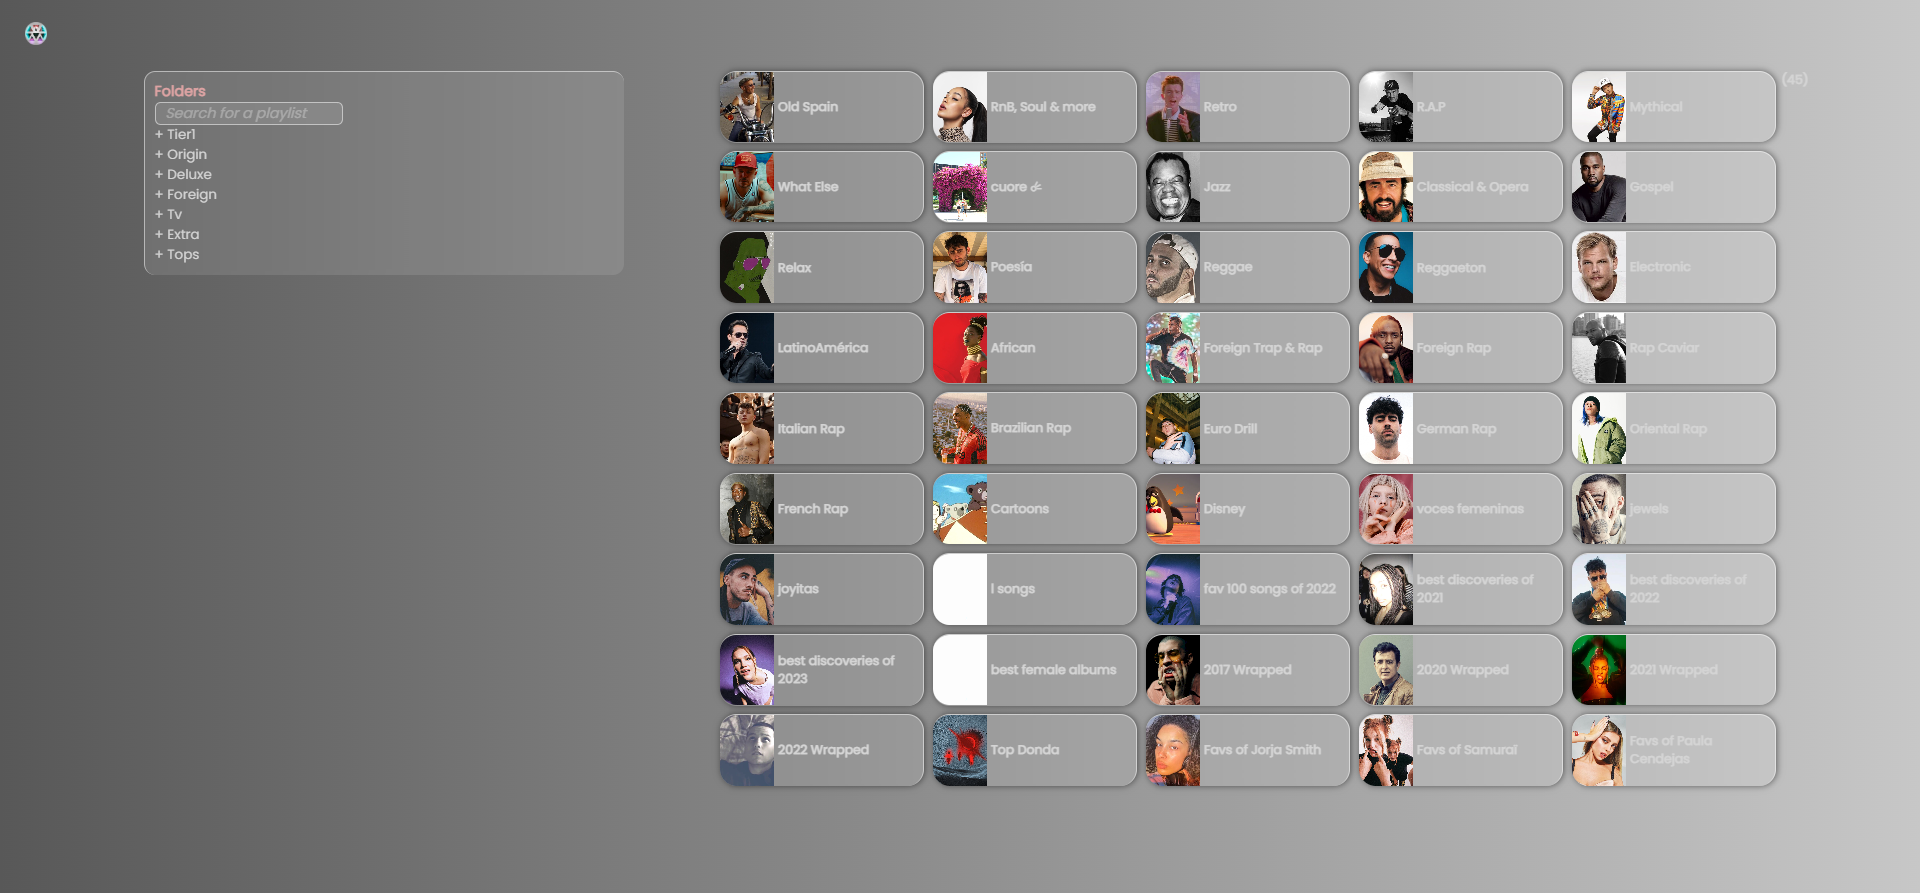 Folders
Search for a playlist
+ Tier1
+ Origin
+ Deluxe
+ Foreign
+ Tv
+ Extra
+ Tops
(45)
Old Spain
RnB, Soul & more
Retro
R.A.P
Mythical
What Else
cuore
Jazz
Classical & Opera
Gospel
Relax
Poesía
Reggae
Reggaeton
Electronic
LatinoAmérica
African
Foreign Trap & Rap
Foreign Rap
Rap Caviar
Italian Rap
Brazilian Rap
Euro Drill
German Rap
Oriental Rap
French Rap
Cartoons
Disney
voces femeninas
jewels
joyitas
songs
fav 100 songs of 2022
best discoveries of
2021
best discoveries of
2022
best discoveries of
2023
best female albums
2017 Wrapped
2020 Wrapped
2021 Wrapped
2022 Wrapped
Top Donda
Favs of Jorja Smith
Favs of Samuraï
Favs of Paula
Cendejas